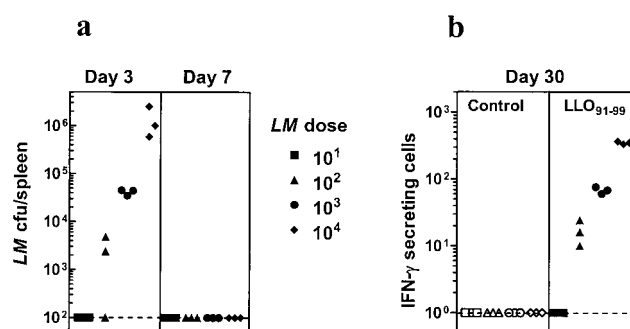 a
Day 3 Day 7
LM cfu/spleen
10⁶
10⁵
10⁴
10³
10²
LM dose
10¹
10²
10³
10⁴
b
Day 30
Control LLO₉₁₋₉₉
IFN-γ secreting cells
10³
10²
10¹
10⁰